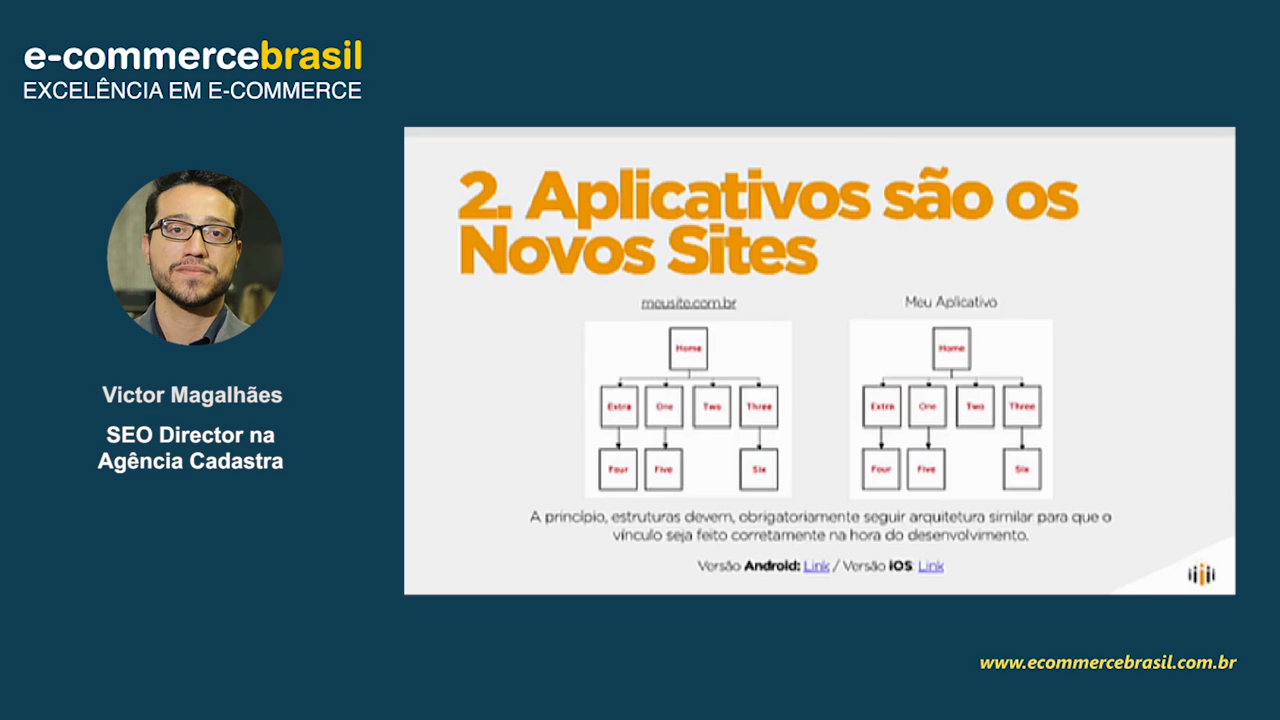 e-commercebrasil
EXCELÊNCIA EM E-COMMERCE
Victor Magalhães
SEO Director na
Agência Cadastra
2. Aplicativos são os
Novos Sites
meusite.com.br
Home
Extra One Two Three
Four Five Six
Meu Aplicativo
Home
Extra One Two Three
Four Five Six
A princípio, estruturas devem, obrigatoriamente seguir arquitetura similar para que o
vínculo seja feito corretamente na hora do desenvolvimento.
Versão Android: Link / Versão iOS Link
www.ecommercebrasil.com.br